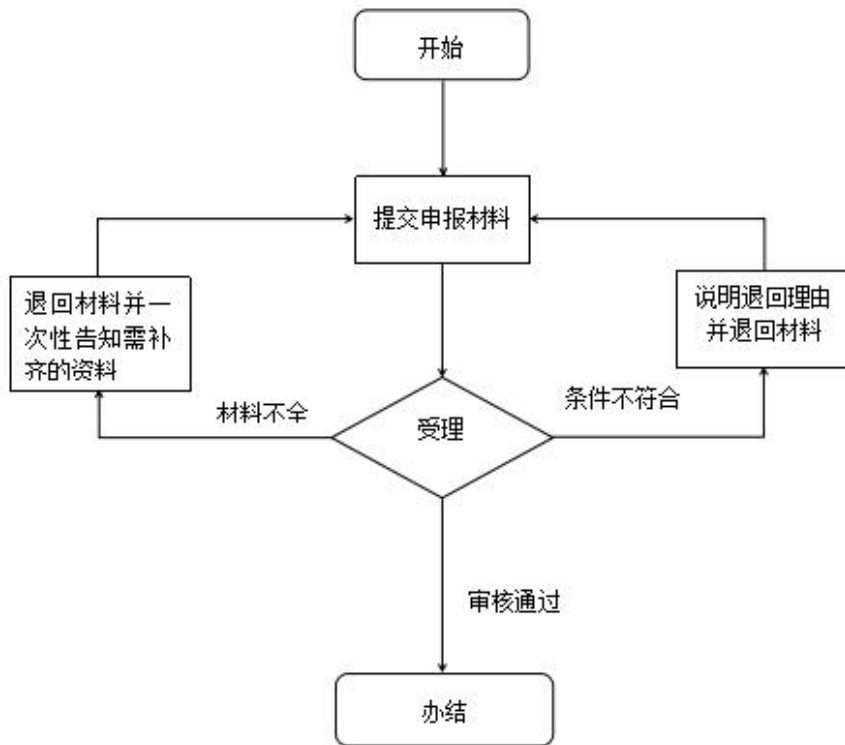 开始
提交申报材料
退回材料并一
次性告知需补
齐的资料
说明退回理由
并退回材料
材料不全
受理
条件不符合
审核通过
办结